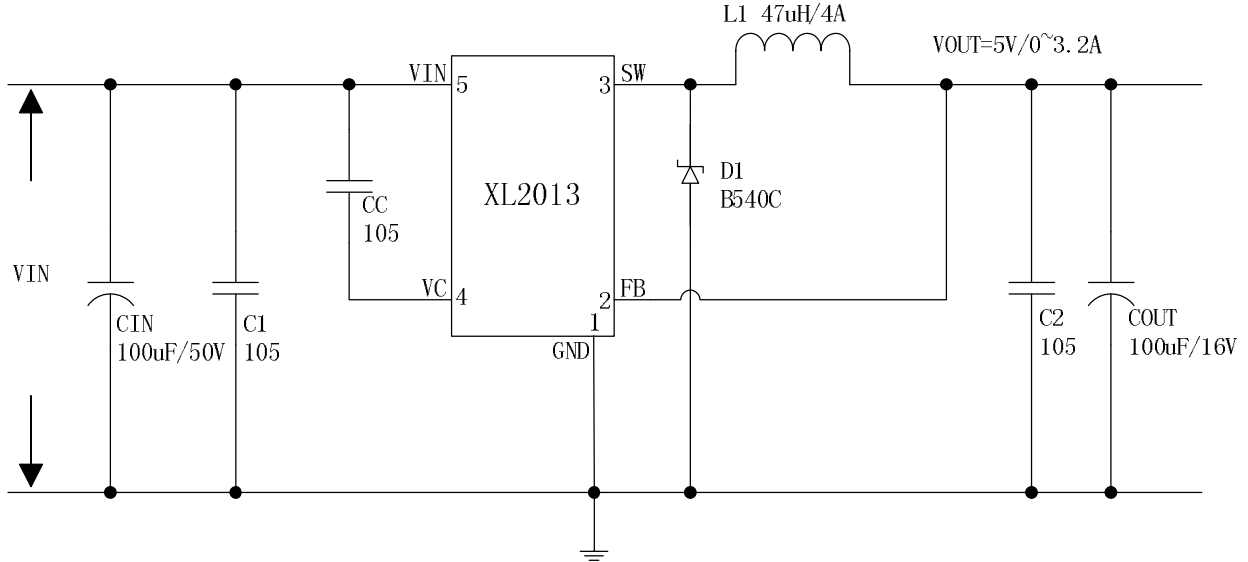 L1 47uH/4A
VOUT=5V/0~3.2A
VIN
5
3
SW
XL2013
D1
B540C
CC
105
VIN
VC
4
2
FB
1
GND
CIN
100uF/50V
C1
105
C2
105
COUT
100uF/16V